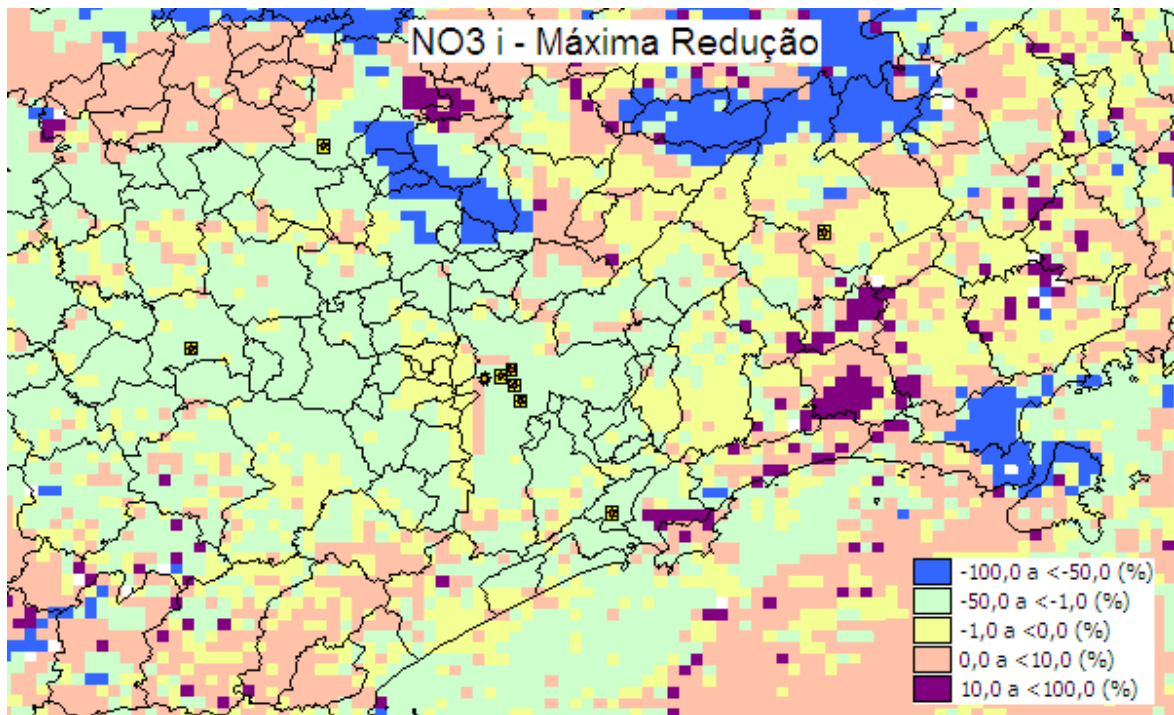 NO3 i - Máxima Redução
-100,0 a <-50,0 (%)
-50,0 a <-1,0 (%)
-1,0 a <0,0 (%)
0,0 a <10,0 (%)
10,0 a <100,0 (%)